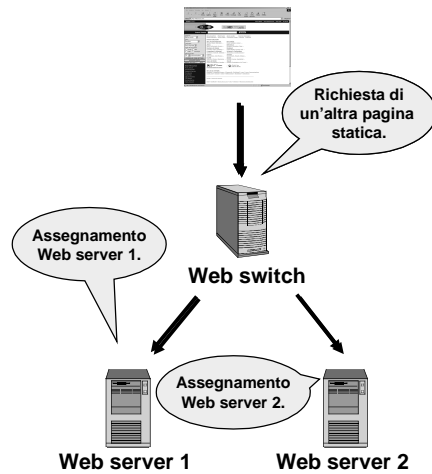 Richiesta di
un'altra pagina
statica.
Assegnamento
Web server 1.
Web switch
Assegnamento
Web server 2.
Web server 1
Web server 2